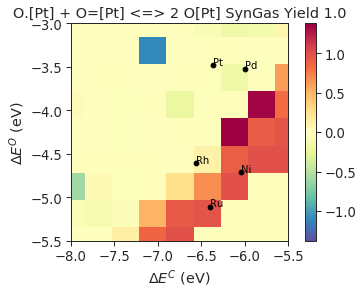 O.[Pt] + O=[Pt] <=> 2 O[Pt] SynGas Yield 1.0
−3.0
−3.5
−4.0
−4.5
−5.0
−5.5
ΔE^O (eV)
Pt
Pd
Rh
Ni
Ru
1.0
0.5
0.0
−0.5
−1.0
−8.0 −7.5 −7.0 −6.5 −6.0 −5.5
ΔE^C (eV)